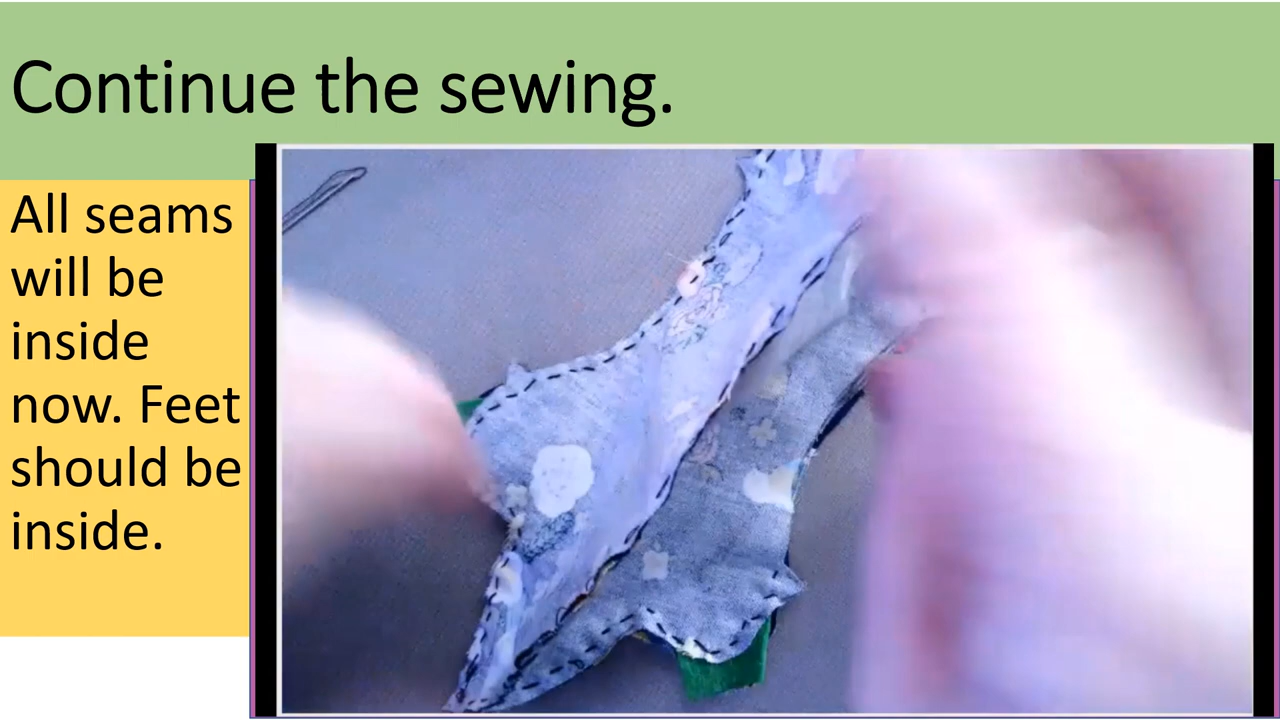 Continue the sewing.
All seams
will be
inside
now. Feet
should be
inside.